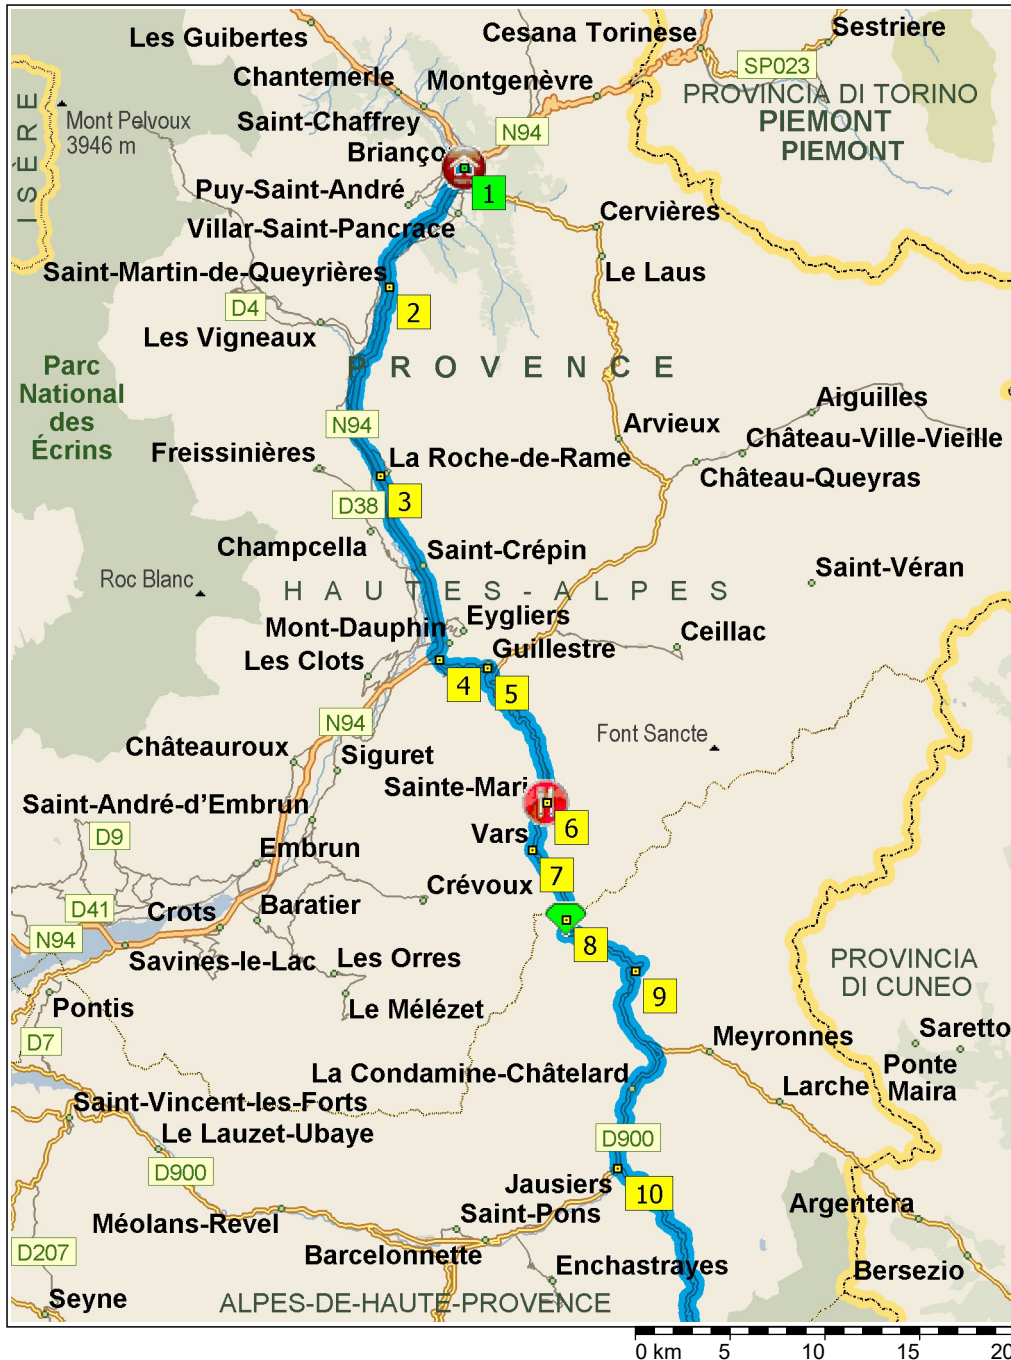 Les Guibertes
Cesana Torinese
Sestriere
SP023
Chantemerle
Montgenèvre
PROVINCIA DI TORINO
PIEMONT
PIEMONT
ISÈRE
Mont Pelvoux
3946 m
Saint-Chaffrey
N94
Brianço
1
Puy-Saint-André
Cervières
Villar-Saint-Pancrace
Le Laus
Saint-Martin-de-Queyrières
2
D4
Les Vigneaux
PROVENCE
Parc
National
des
Écrins
Aiguilles
N94
Arvieux
Château-Ville-Vieille
Freissinières
La Roche-de-Rame
Château-Queyras
3
D38
Champcella
Saint-Crépin
Saint-Véran
Roc Blanc
HAUTES-ALPES
Eygliers
Mont-Dauphin
Ceillac
Guillestre
Les Clots
4
5
N94
Font Sancte
Châteauroux
Siguret
Sainte-Mari
Saint-André-d'Embrun
6
D9
Vars
Embrun
7
Crévoux
D41
Crots
Baratier
N94
8
Savines-le-Lac
Les Orres
PROVINCIA
DI CUNEO
9
Pontis
Le Mélézet
D7
Meyronnes
Saretto
Ponte
Maira
La Condamine-Châtelard
Larche
Saint-Vincent-les-Forts
Le Lauzet-Ubaye
D900
D900
Jausiers
10
Argentera
Méolans-Revel
Saint-Pons
D207
Barcelonnette
Enchastrayes
Bersezio
Seyne
ALPES-DE-HAUTE-PROVENCE
0 km 5 10 15 20